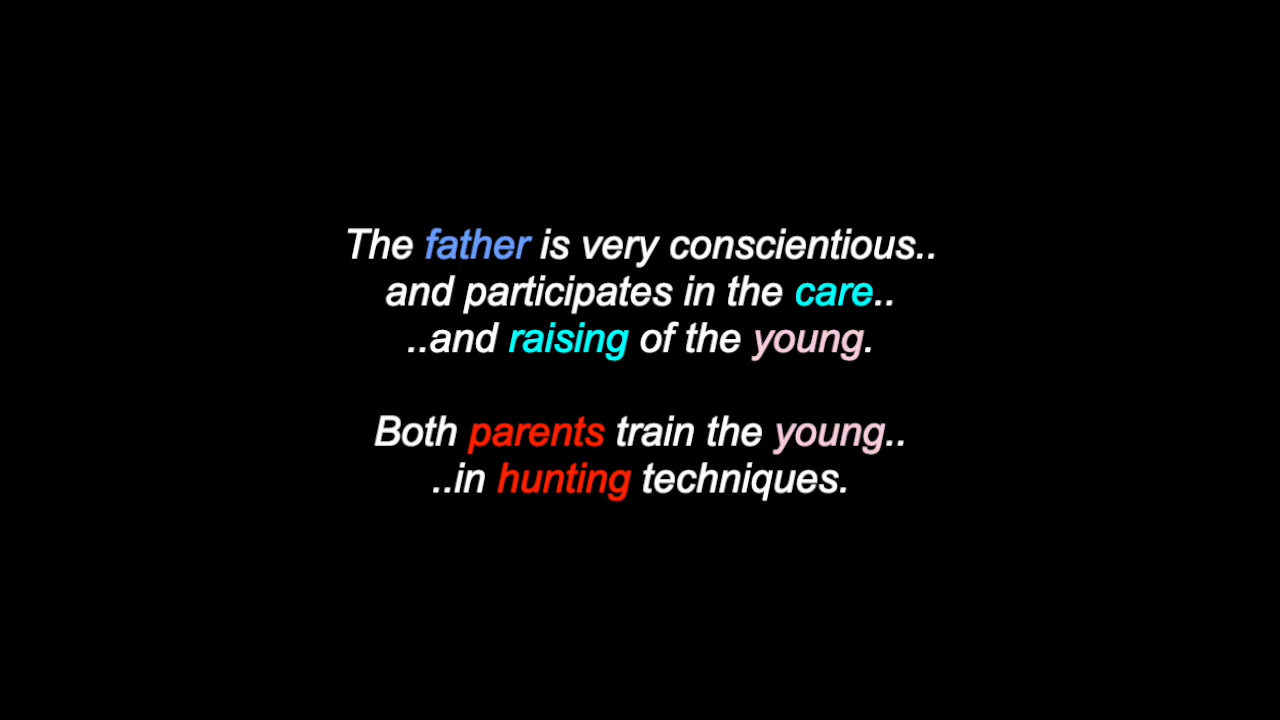 The father is very conscientious..
and participates in the care..
..and raising of the young.
Both parents train the young..
..in hunting techniques.